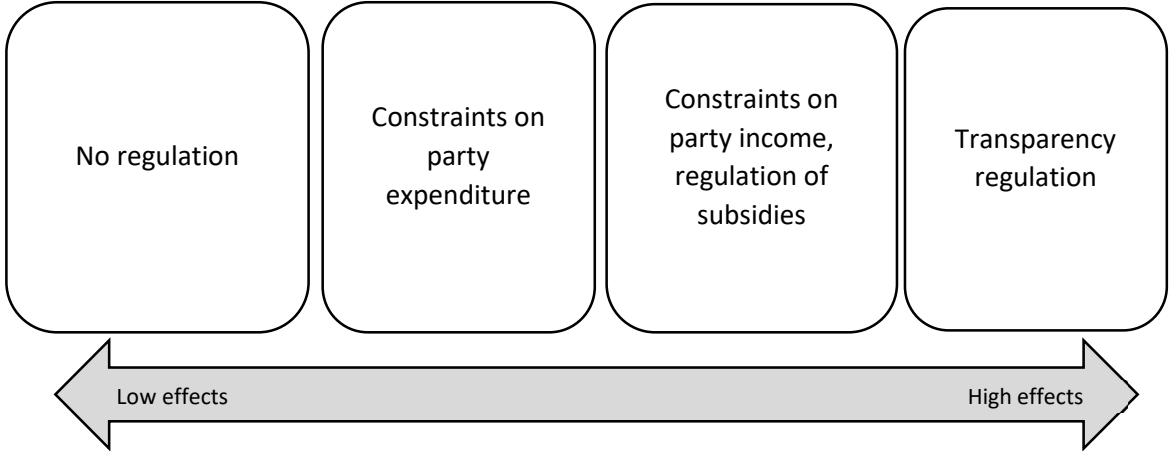 No regulation
Constraints on
party
expenditure
Constraints on
party income,
regulation of
subsidies
Transparency
regulation
Low effects
High effects